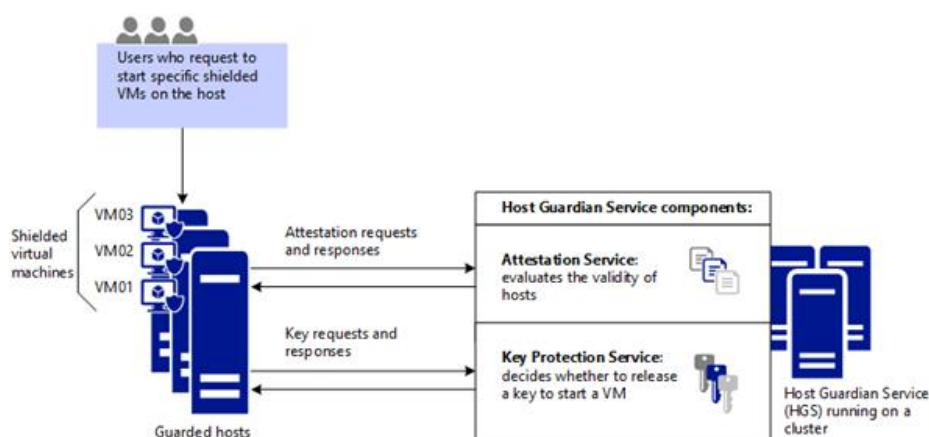 Users who request to
start specific shielded
VMs on the host
VM03
VM02
VM01
Shielded
virtual
machines
Guarded hosts
Attestation requests
and responses
Key requests and
responses
Host Guardian Service components:
Attestation Service:
evaluates the validity of
hosts
Key Protection Service:
decides whether to release
a key to start a VM
Host Guardian Service
(HGS) running on a
cluster